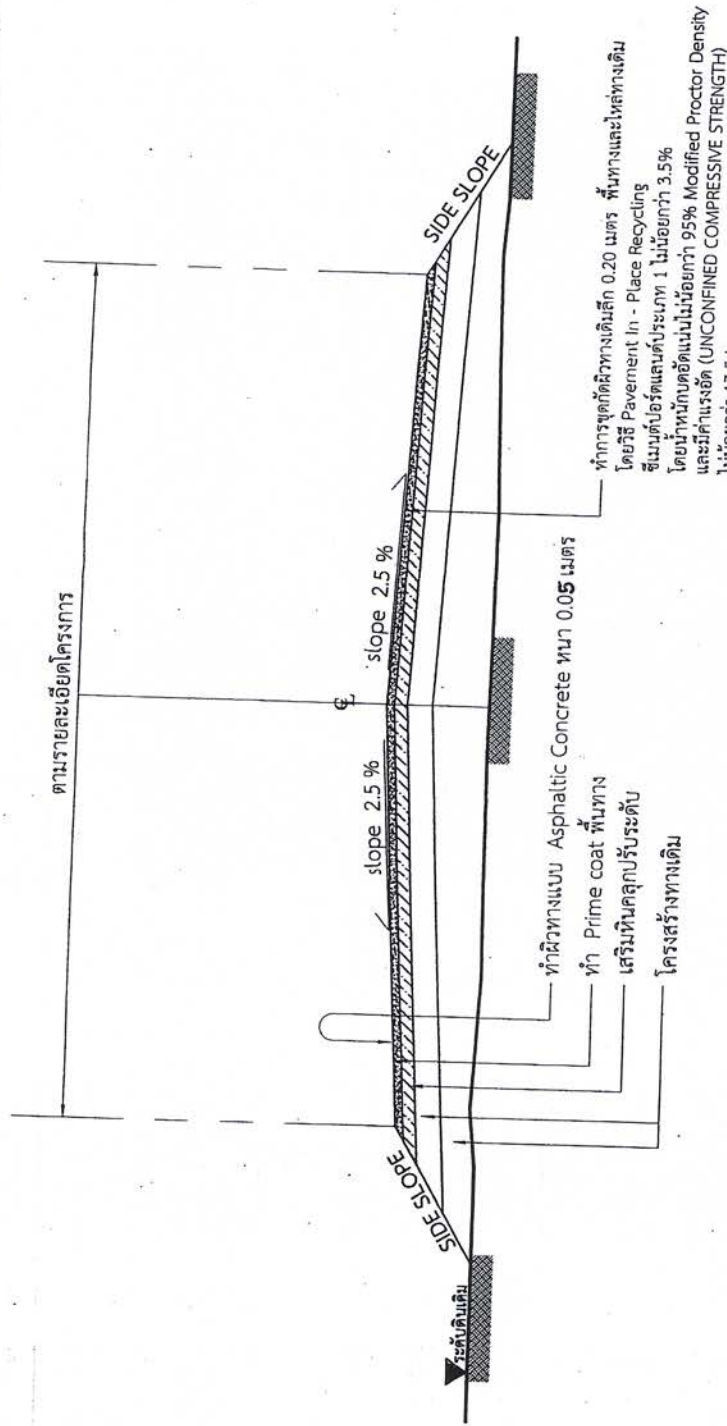 ตามรายละเอียดโครงการ
℄
slope 2.5 %
slope 2.5 %
SIDE SLOPE
SIDE SLOPE
ระดับดินเดิม
ทำผิวทางแบบ Asphaltic Concrete หนา 0.05 เมตร
ทำ Prime coat พื้นทาง
เสริมหินคลุกปรับระดับ
โครงสร้างทางเดิม
ทำการขุดกัดผิวทางเดิมลึก 0.20 เมตร พื้นทางและไหล่ทางเดิม
โดยวิธี Pavement In - Place Recycling
ซีเมนต์ปอร์ตแลนด์ประเภท 1 ไม่น้อยกว่า 3.5%
โดยน้ำหนักบดอัดแน่นไม่น้อยกว่า 95% Modified Proctor Density
และมีค่าแรงอัด (UNCONFINED COMPRESSIVE STRENGTH)